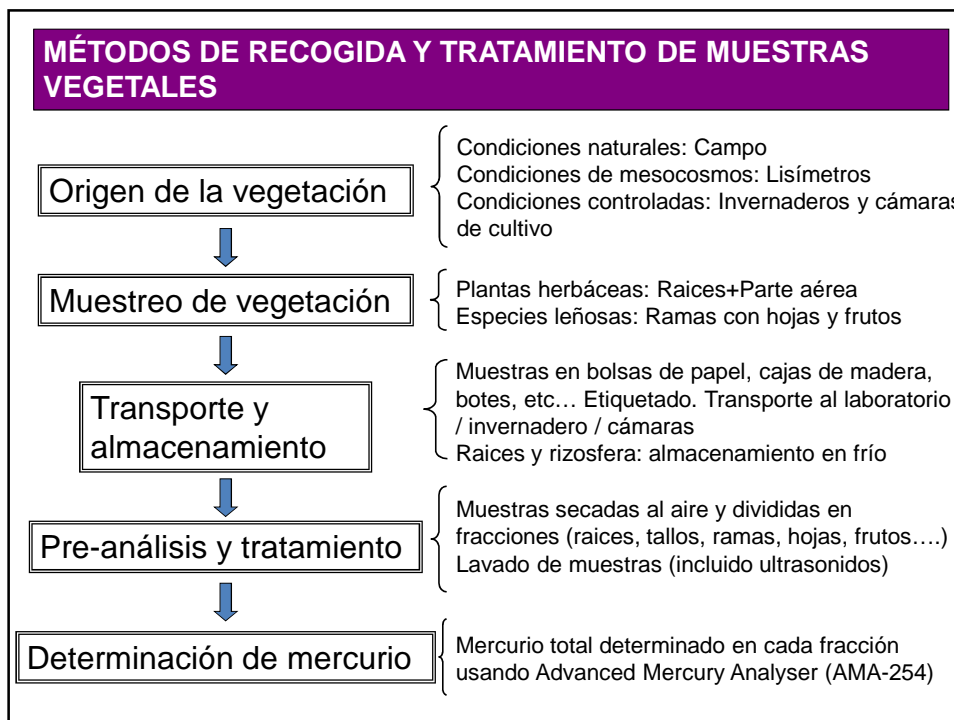 MÉTODOS DE RECOGIDA Y TRATAMIENTO DE MUESTRAS
VEGETALES
Origen de la vegetación
Condiciones naturales: Campo
Condiciones de mesocosmos: Lisímetros
Condiciones controladas: Invernaderos y cámaras
de cultivo
Muestreo de vegetación
Plantas herbáceas: Raices+Parte aérea
Especies leñosas: Ramas con hojas y frutos
Transporte y
almacenamiento
Muestras en bolsas de papel, cajas de madera,
botes, etc… Etiquetado. Transporte al laboratorio
/ invernadero / cámaras
Raices y rizosfera: almacenamiento en frío
Pre-análisis y tratamiento
Muestras secadas al aire y divididas en
fracciones (raices, tallos, ramas, hojas, frutos….)
Lavado de muestras (incluido ultrasonidos)
Determinación de mercurio
Mercurio total determinado en cada fracción
usando Advanced Mercury Analyser (AMA-254)